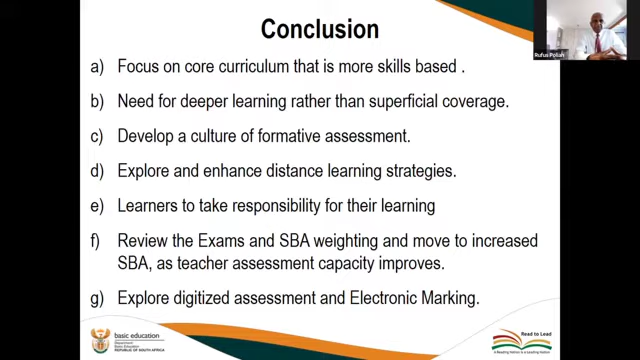 Conclusion
a) Focus on core curriculum that is more skills based .
b) Need for deeper learning rather than superficial coverage.
c) Develop a culture of formative assessment.
d) Explore and enhance distance learning strategies.
e) Learners to take responsibility for their learning
f) Review the Exams and SBA weighting and move to increased
SBA, as teacher assessment capacity improves.
g) Explore digitized assessment and Electronic Marking.
Rufus Poliah
basic education
Department:
Basic Education
REPUBLIC OF SOUTH AFRICA
Read to Lead
A Reading Nation is a Leading Nation